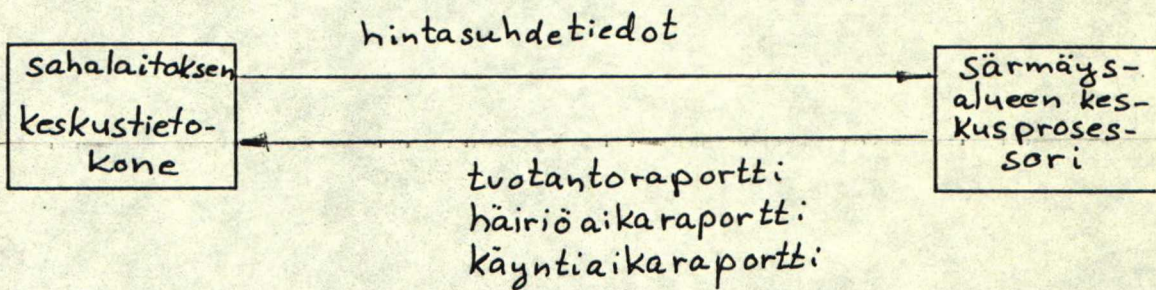 hintasuhdetiedot
sahalaitoksen
keskustieto-
kone
särmäys-
alueen kes-
kusproses-
sori
tuotantoraportti
häiriöaikaraportti
käyntiaikaraportti